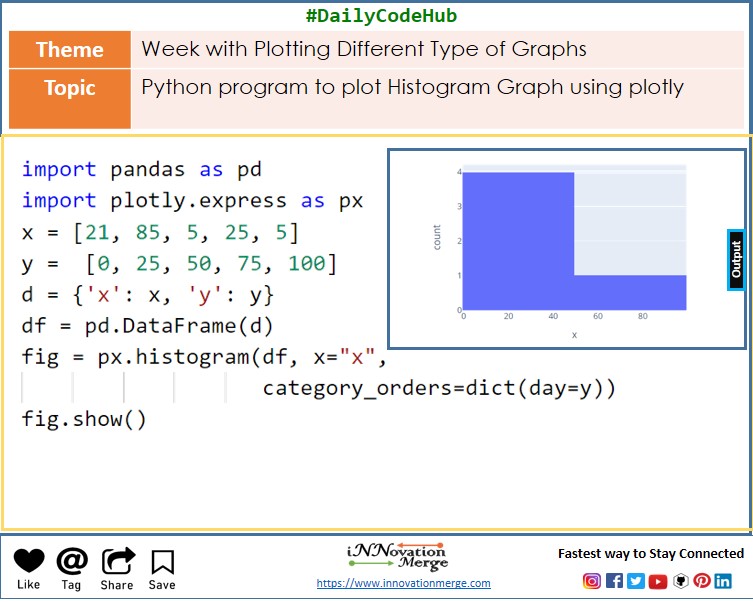 #DailyCodeHub
Theme
Week with Plotting Different Type of Graphs
Topic
Python program to plot Histogram Graph using plotly
import pandas as pd
import plotly.express as px
x = [21, 85, 5, 25, 5]
y =  [0, 25, 50, 75, 100]
d = {'x': x, 'y': y}
df = pd.DataFrame(d)
fig = px.histogram(df, x="x",
category_orders=dict(day=y))
fig.show()
4
3
2
1
0
count
0 20 40 60 80
x
Output
Like Tag Share Save
iNNovation
Merge
https://www.innovationmerge.com
Fastest way to Stay Connected